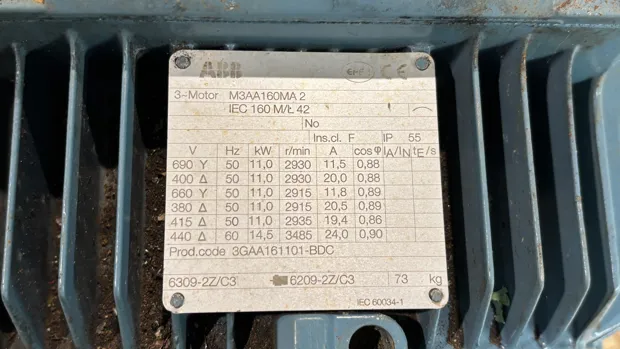 ABB CE
3~Motor M3AA160MA 2
IEC 160 M/L 42
No
Ins.cl. F IP 55
V Hz kW r/min A cos φ IA/IN tE/s
690 Y 50 11,0 2930 11,5 0,88
400 Δ 50 11,0 2930 20,0 0,88
660 Y 50 11,0 2915 11,8 0,89
380 Δ 50 11,0 2915 20,5 0,89
415 Δ 50 11,0 2935 19,4 0,86
440 Δ 60 14,5 3485 24,0 0,90
Prod.code 3GAA161101-BDC
6309-2Z/C3 6209-2Z/C3 73 kg
IEC 60034-1